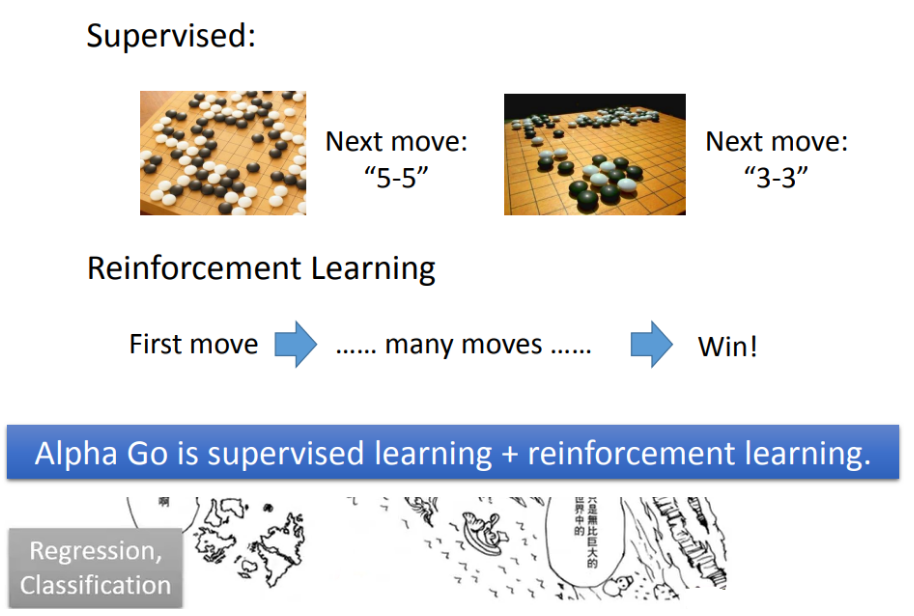 Supervised:
Next move:
“5-5”
Next move:
“3-3”
Reinforcement Learning
First move
…… many moves ……
Win!
Alpha Go is supervised learning + reinforcement learning.
啊
只是無比巨大的
世界中的
Regression,
Classification